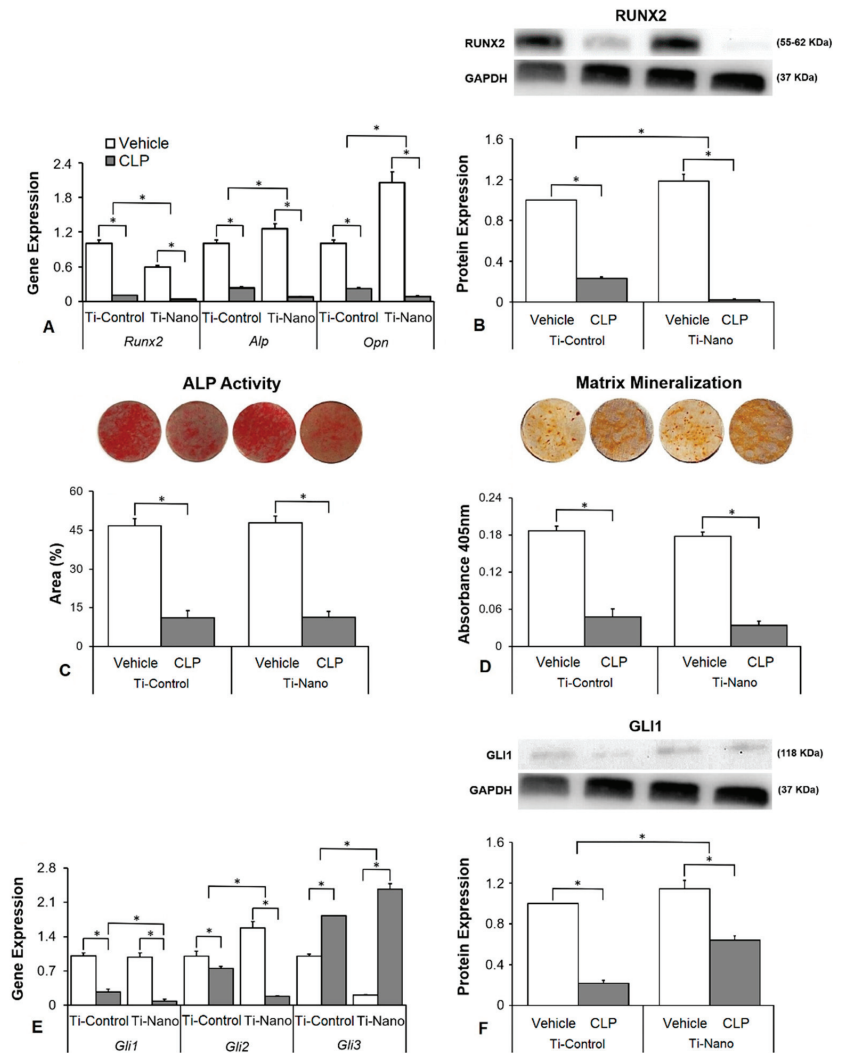 RUNX2
RUNX2 (55-62 KDa)
GAPDH (37 KDa)
Vehicle
CLP
*
* * * * * * * * *
Gene Expression
2.4
1.8
1.2
0.6
0
Ti-Control Ti-Nano Ti-Control Ti-Nano Ti-Control Ti-Nano
Runx2 Alp Opn
A
*
* *
Protein Expression
1.6
1.2
0.8
0.4
0
Vehicle CLP Vehicle CLP
Ti-Control Ti-Nano
B
ALP Activity
* *
Area (%)
60
45
30
15
0
Vehicle CLP Vehicle CLP
Ti-Control Ti-Nano
C
Matrix Mineralization
* *
Absorbance 405nm
0.24
0.18
0.12
0.06
0
Vehicle CLP Vehicle CLP
Ti-Control Ti-Nano
D
GLI1
GLI1 (118 KDa)
GAPDH (37 KDa)
* * * * * * * * *
Gene Expression
2.8
2.1
1.4
0.7
0
Ti-Control Ti-Nano Ti-Control Ti-Nano Ti-Control Ti-Nano
Gli1 Gli2 Gli3
E
*
* *
Protein Expression
1.6
1.2
0.8
0.4
0
Vehicle CLP Vehicle CLP
Ti-Control Ti-Nano
F